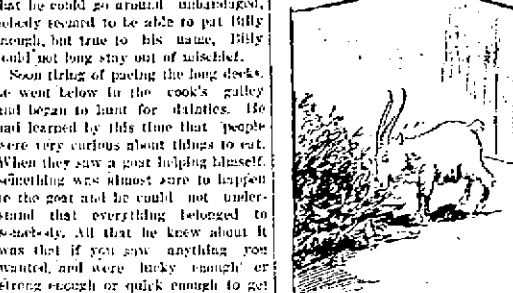 that he could go around unbandaged,
nobody seemed to be able to pat Billy
enough, but true to his name, Billy
could not long stay out of mischief.
Soon tiring of pacing the long decks,
he went below in the cook's galley
and began to hunt for dainties. He
had learned by this time that people
were very curious about things to eat.
When they saw a goat helping himself,
something was almost sure to happen
to the goat and he could not under-
stand that everything belonged to
somebody. All that he knew about it
was that if you saw anything you
wanted, and were lucky enough or
strong enough or quick enough to get